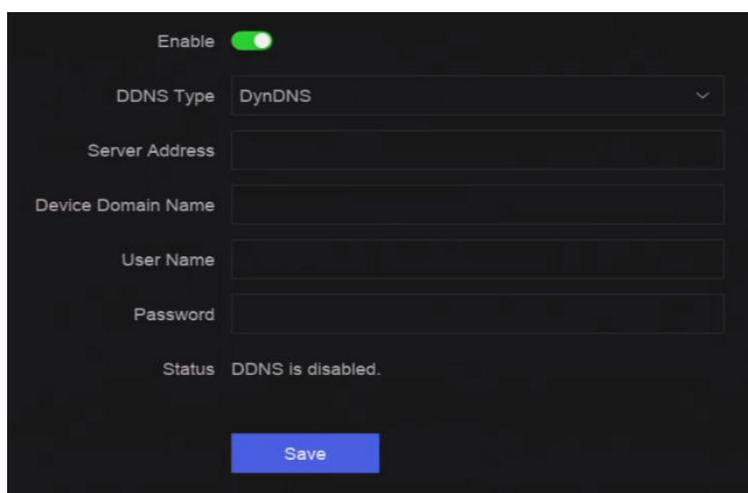 Enable
DDNS Type DynDNS
Server Address
Device Domain Name
User Name
Password
Status DDNS is disabled.
Save